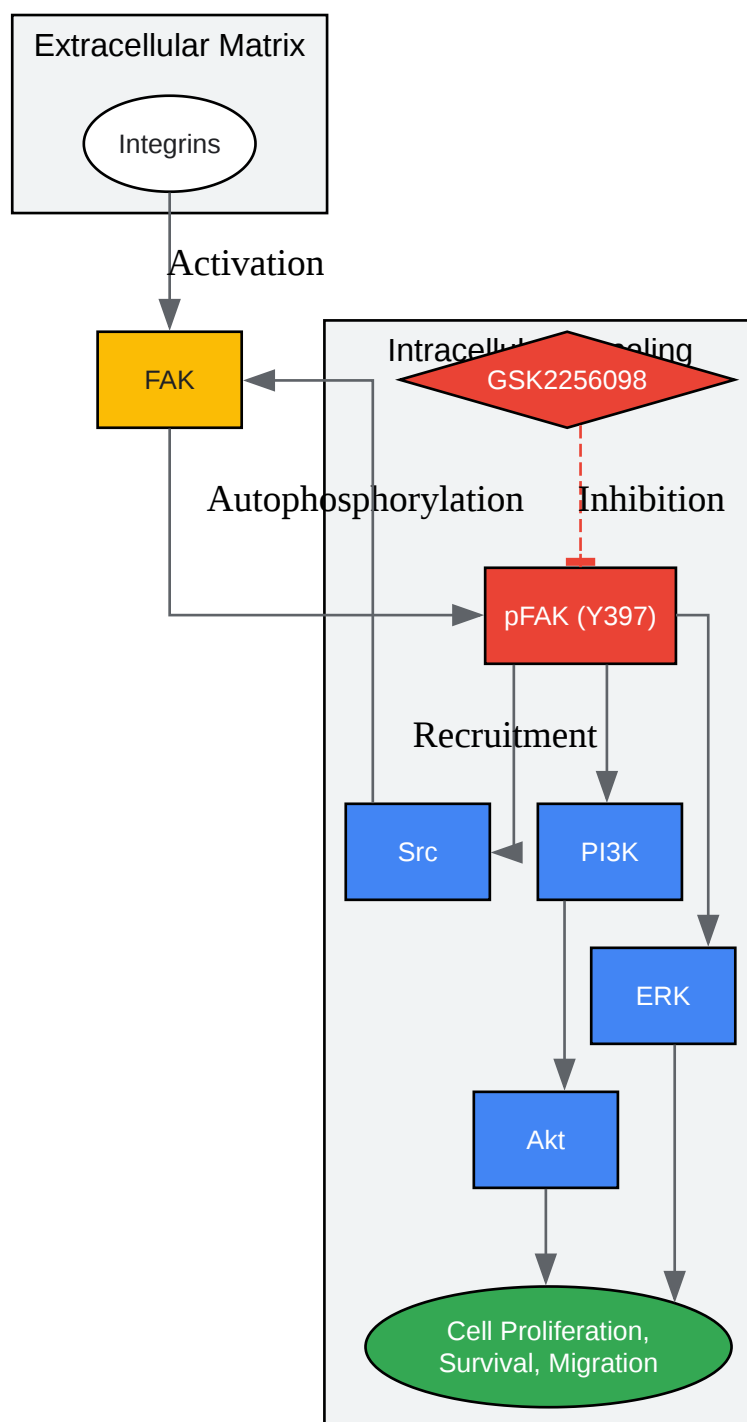 Extracellular Matrix
Integrins
Activation
FAK
GSK2256098
Autophosphorylation
Inhibition
pFAK (Y397)
Recruitment
Src
PI3K
ERK
Akt
Cell Proliferation,
Survival, Migration